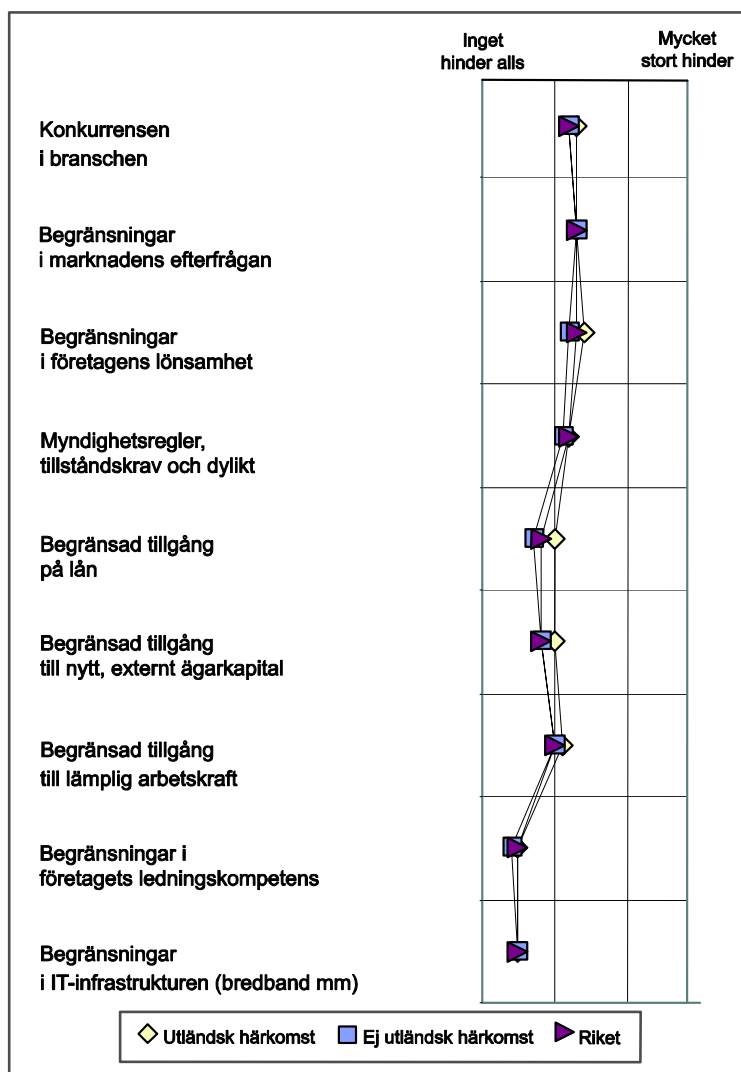 Inget
hinder alls
Mycket
stort hinder
Konkurrensen
i branschen
Begränsningar
i marknadens efterfrågan
Begränsningar
i företagens lönsamhet
Myndighetsregler,
tillståndskrav och dylikt
Begränsad tillgång
på lån
Begränsad tillgång
till nytt, externt ägarkapital
Begränsad tillgång
till lämplig arbetskraft
Begränsningar i
företagets ledningskompetens
Begränsningar
i IT-infrastrukturen (bredband mm)
Utländsk härkomst Ej utländsk härkomst Riket